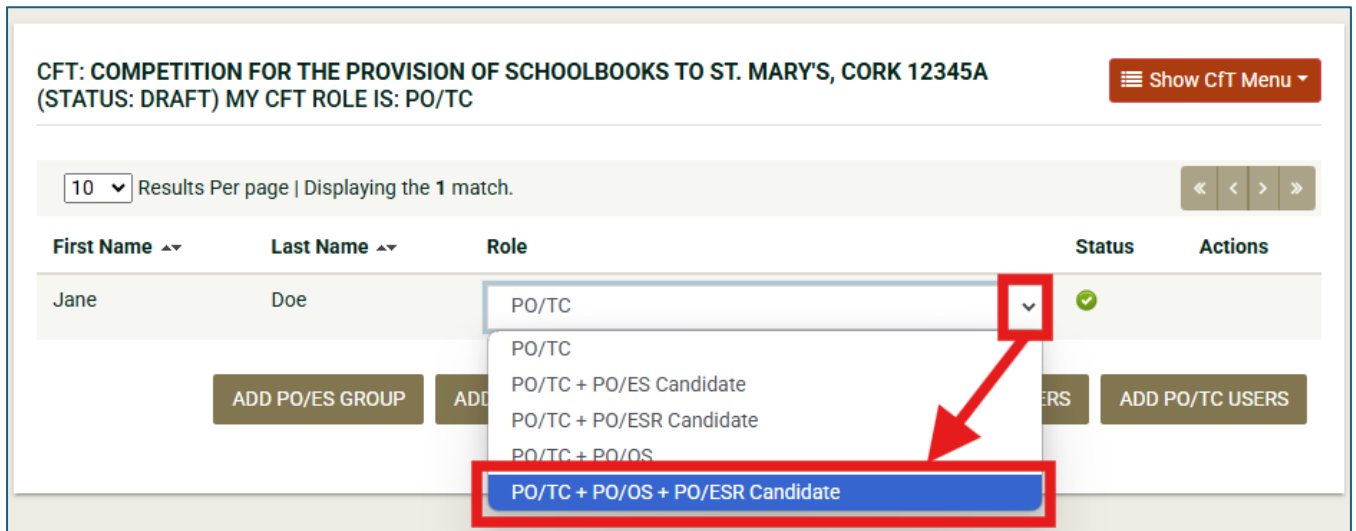 CFT: COMPETITION FOR THE PROVISION OF SCHOOLBOOKS TO ST. MARY'S, CORK 12345A
(STATUS: DRAFT) MY CFT ROLE IS: PO/TC
Show CfT Menu
10 Results Per page | Displaying the 1 match.
« < > »
First Name Last Name Role Status Actions
Jane Doe PO/TC
PO/TC
PO/TC + PO/ES Candidate
PO/TC + PO/ESR Candidate
PO/TC + PO/OS
PO/TC + PO/OS + PO/ESR Candidate
ADD PO/ES GROUP ADD PO/TC USERS